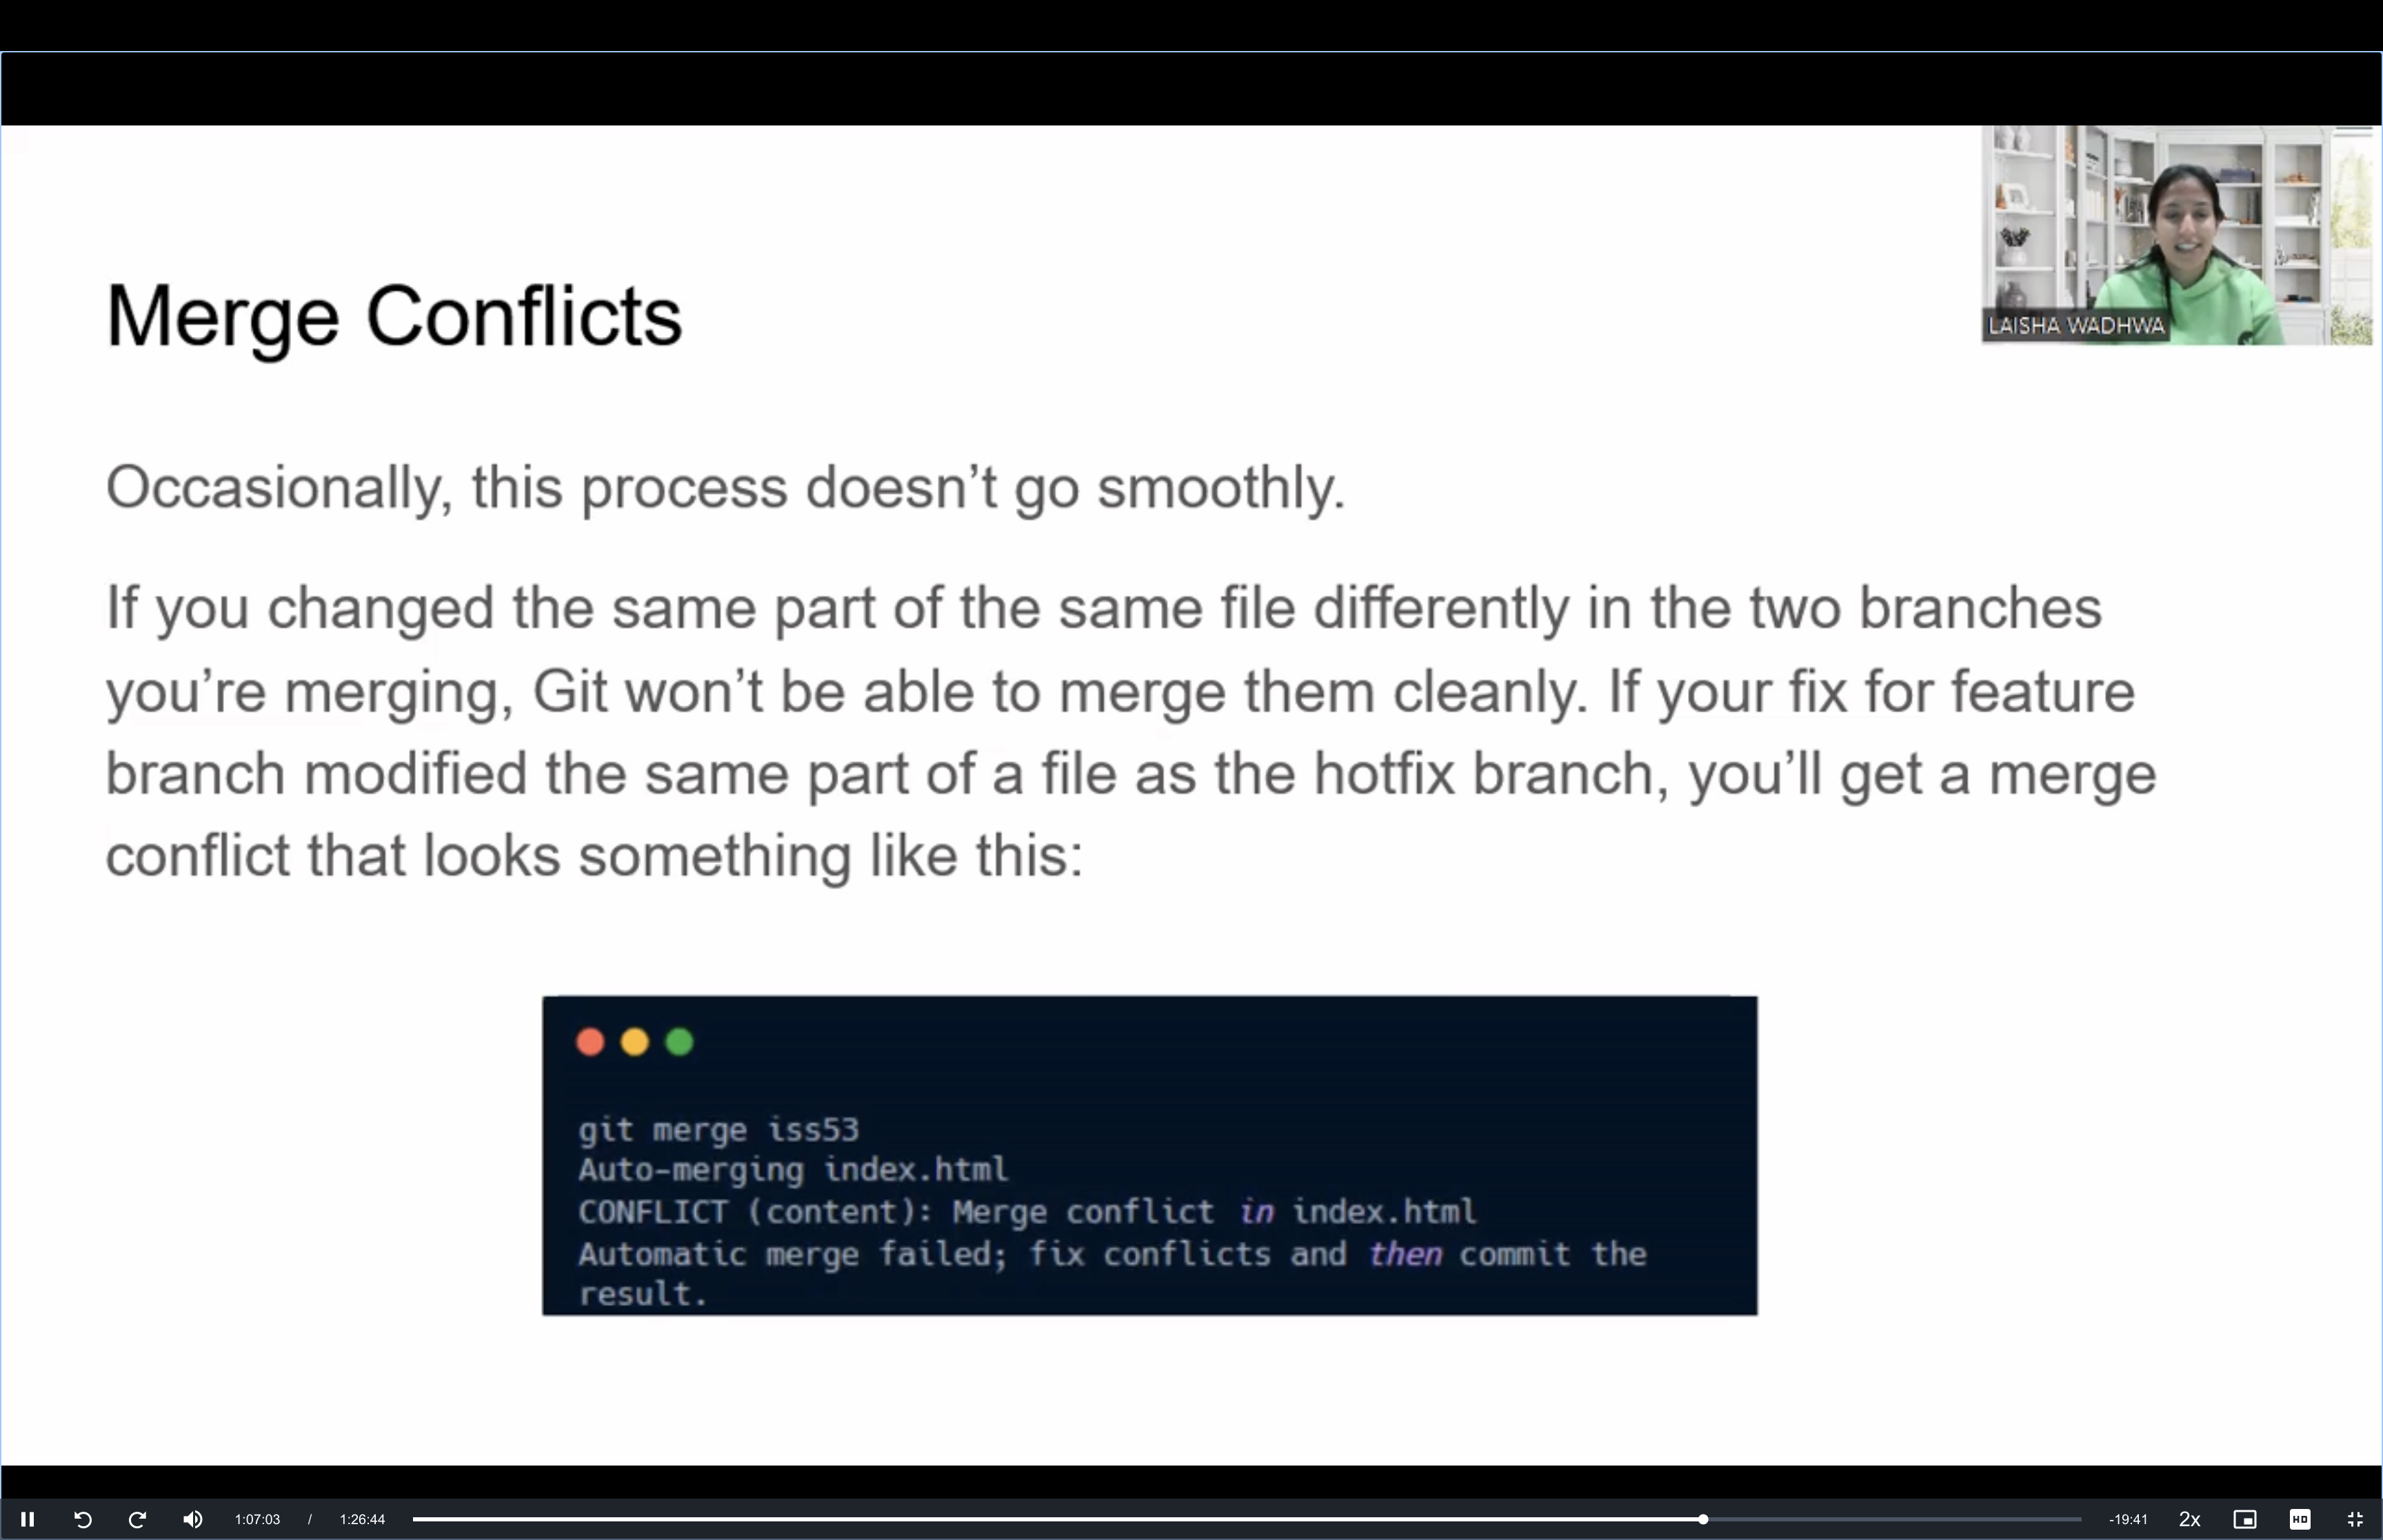 LAISHA WADHWA
Merge Conflicts
Occasionally, this process doesn’t go smoothly.
If you changed the same part of the same file differently in the two branches
you’re merging, Git won’t be able to merge them cleanly. If your fix for feature
branch modified the same part of a file as the hotfix branch, you’ll get a merge
conflict that looks something like this:
git merge iss53
Auto-merging index.html
CONFLICT (content): Merge conflict in index.html
Automatic merge failed; fix conflicts and then commit the
result.
1:07:03 / 1:26:44 -19:41 2x HD